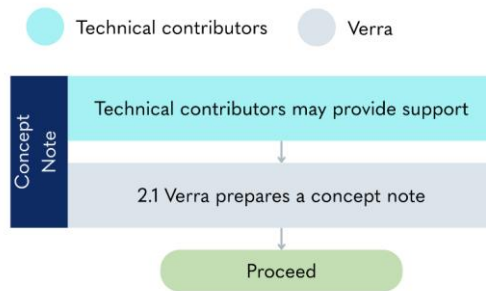 Technical contributors
Verra
Concept
Note
Technical contributors may provide support
2.1 Verra prepares a concept note
Proceed